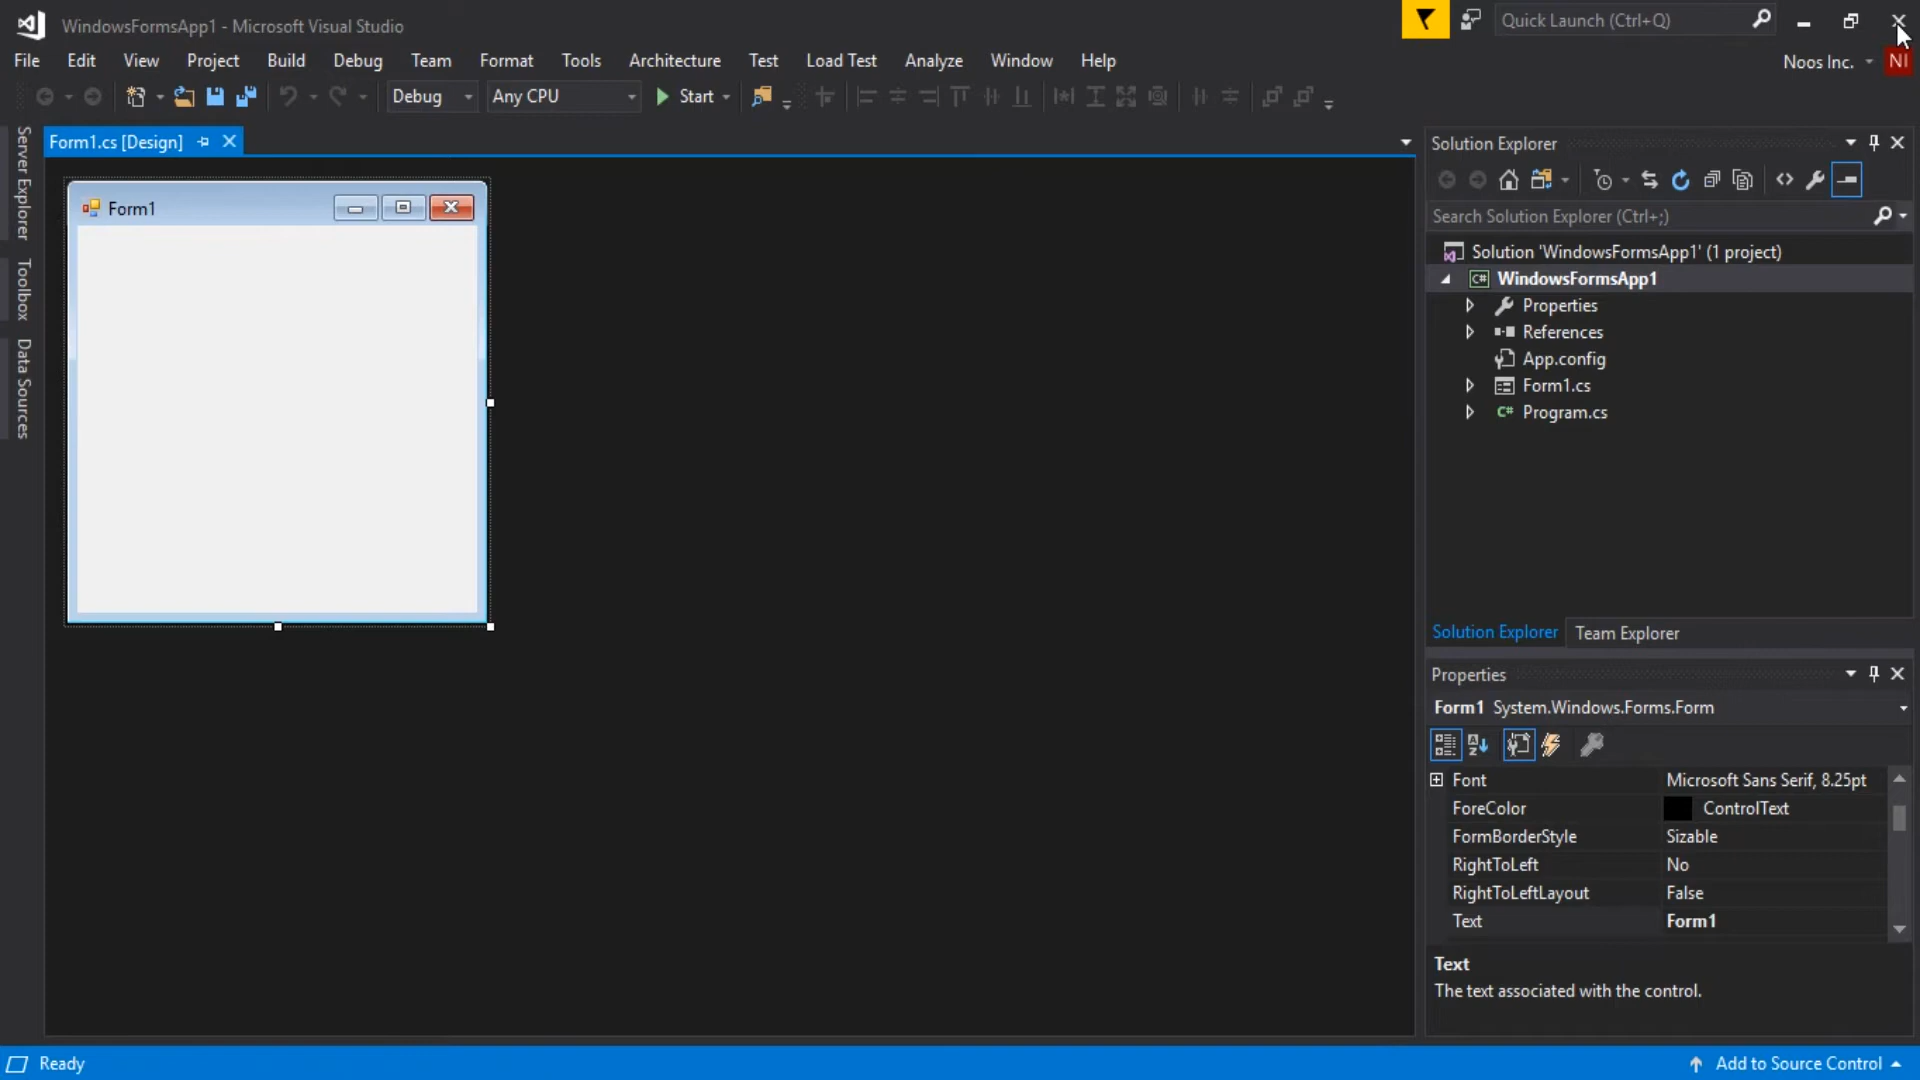 WindowsFormsApp1 - Microsoft Visual Studio
Quick Launch (Ctrl+Q)
File Edit View Project Build Debug Team Format Tools Architecture Test Load Test Analyze Window Help
Noos Inc. NI
Debug Any CPU Start
Form1.cs [Design]
Server Explorer
Toolbox
Data Sources
Form1
Solution Explorer
Search Solution Explorer (Ctrl+;)
Solution 'WindowsFormsApp1' (1 project)
C# WindowsFormsApp1
Properties
References
App.config
Form1.cs
C# Program.cs
Solution Explorer Team Explorer
Properties
Form1 System.Windows.Forms.Form
Font Microsoft Sans Serif, 8.25pt
ForeColor ControlText
FormBorderStyle Sizable
RightToLeft No
RightToLeftLayout False
Text Form1
Text
The text associated with the control.
Ready
Add to Source Control